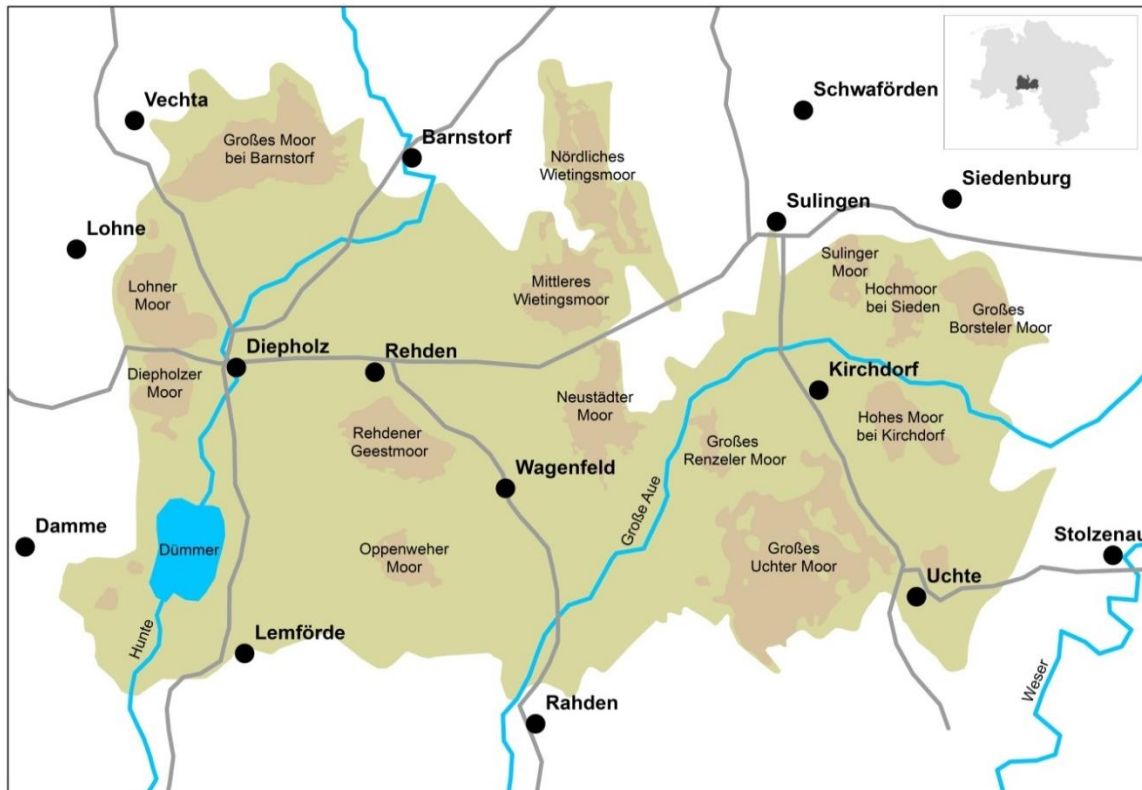 Schwaförden
Vechta
Großes Moor
bei Barnstorf
Barnstorf
Nördliches
Wietingsmoor
Siedenburg
Sulingen
Lohne
Sulinger
Moor
Lohner
Moor
Mittleres
Wietingsmoor
Hochmoor
bei Sieden
Großes
Borsteler Moor
Diepholz
Rehden
Diepholzer
Moor
Kirchdorf
Neustädter
Moor
Hohes Moor
bei Kirchdorf
Rehdener
Geestmoor
Großes
Renzeler Moor
Wagenfeld
Große Aue
Damme
Dümmer
Oppenweher
Moor
Großes
Uchter Moor
Stolzenau
Uchte
Hunte
Lemförde
Weser
Rahden